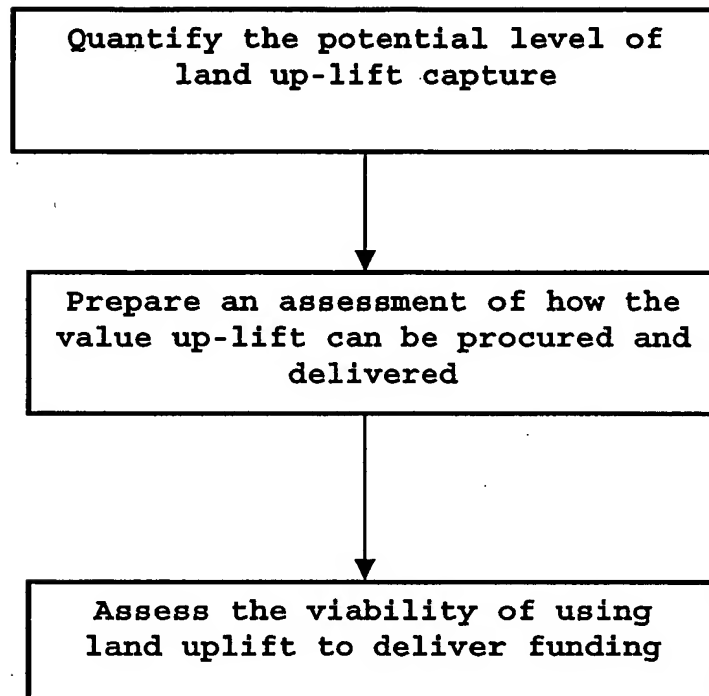 Quantify the potential level of
land up-lift capture
Prepare an assessment of how the
value up-lift can be procured and
delivered
Assess the viability of using
land uplift to deliver funding